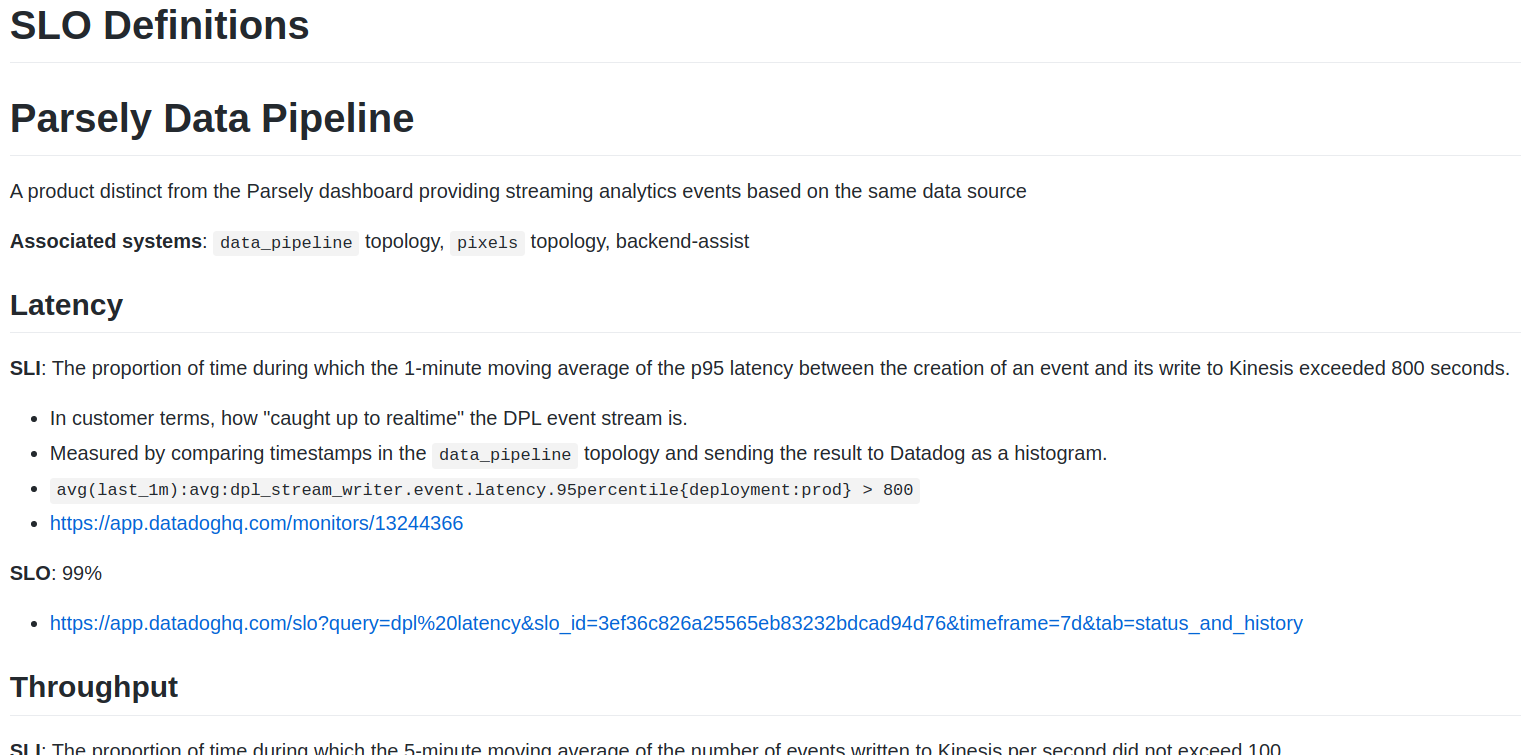 SLO Definitions
Parsely Data Pipeline
A product distinct from the Parsely dashboard providing streaming analytics events based on the same data source
Associated systems: data_pipeline topology, pixels topology, backend-assist
Latency
SLI: The proportion of time during which the 1-minute moving average of the p95 latency between the creation of an event and its write to Kinesis exceeded 800 seconds.
• In customer terms, how "caught up to realtime" the DPL event stream is.
• Measured by comparing timestamps in the data_pipeline topology and sending the result to Datadog as a histogram.
• avg(last_1m):avg:dpl_stream_writer.event.latency.95percentile{deployment:prod} > 800
• https://app.datadoghq.com/monitors/13244366
SLO: 99%
• https://app.datadoghq.com/slo?query=dpl%20latency&slo_id=3ef36c826a25565eb83232bdcad94d76&timeframe=7d&tab=status_and_history
Throughput
SLI: The proportion of time during which the 5-minute moving average of the number of events written to Kinesis per second did not exceed 100